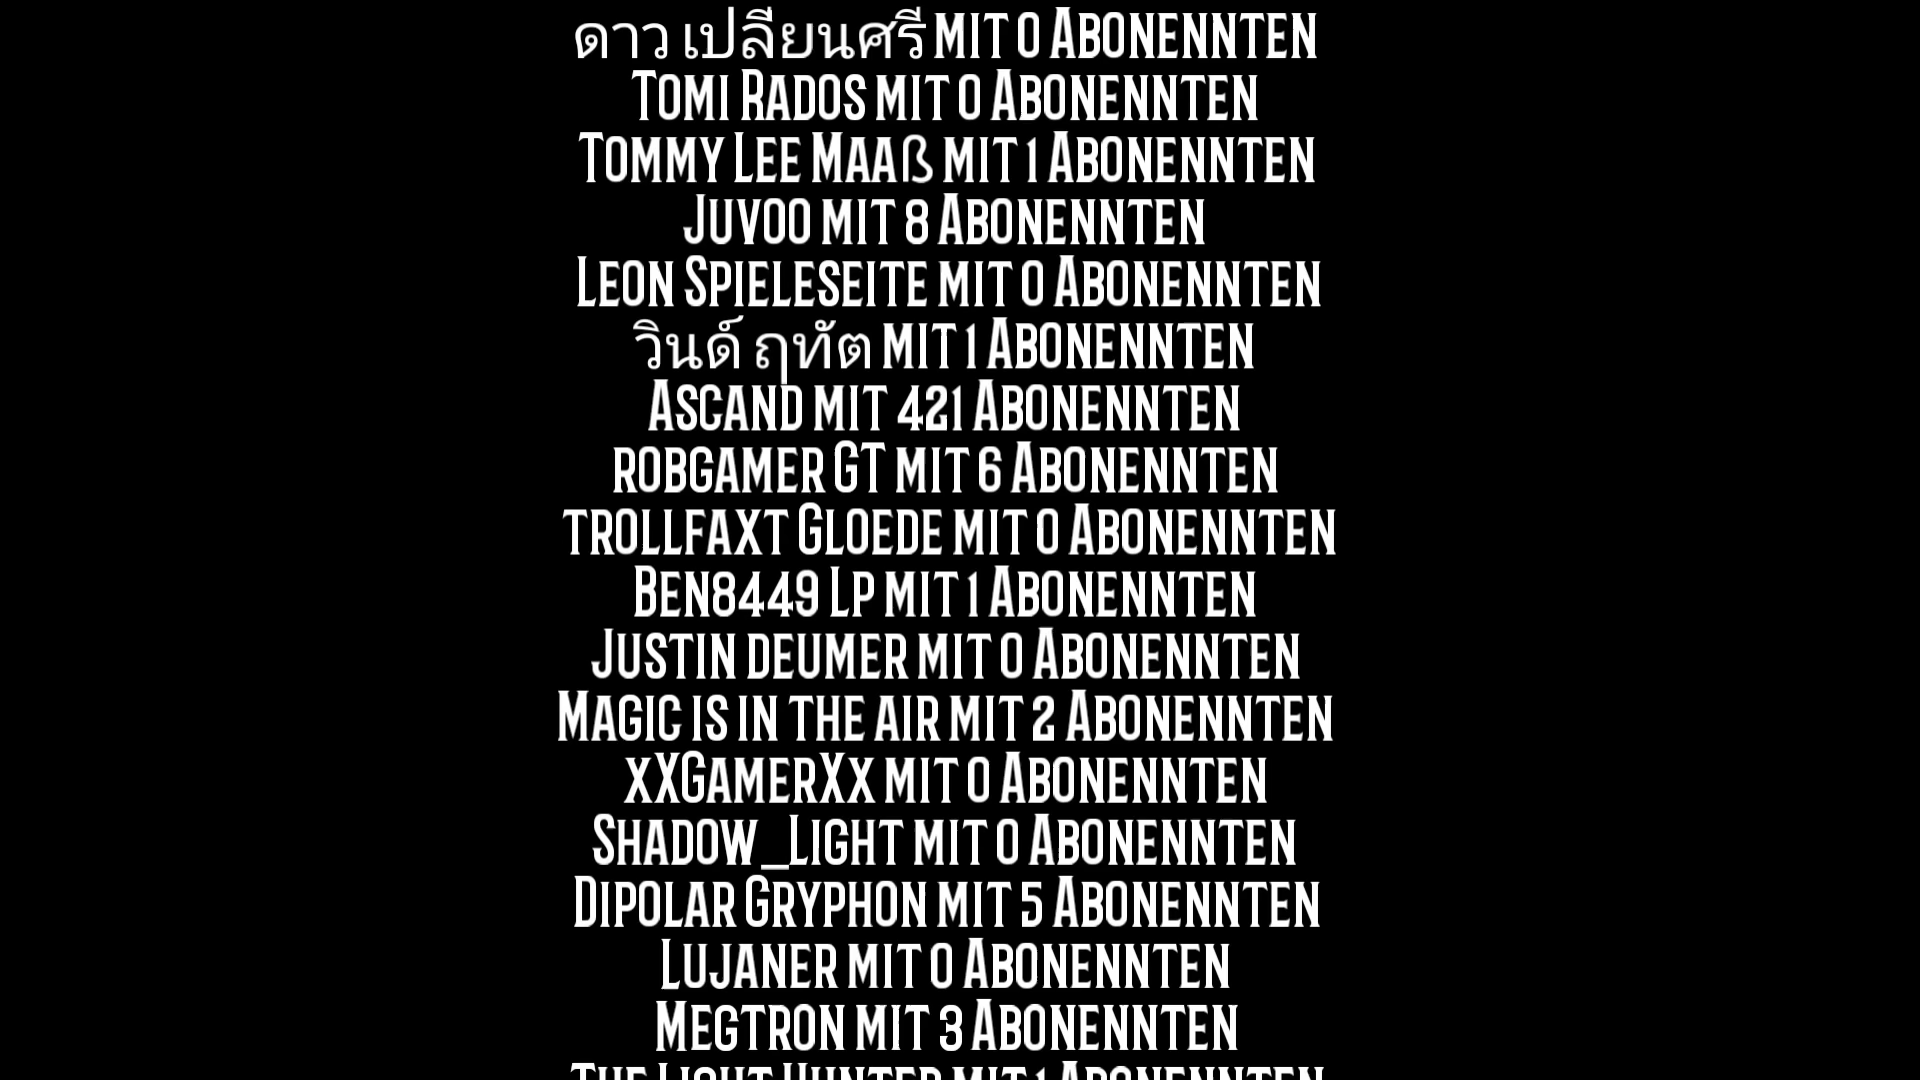 ดาว เปลี่ยนศรี mit 0 Abonennten
Tomi Rados mit 0 Abonennten
Tommy Lee Maaß mit 1 Abonennten
Juvoo mit 8 Abonennten
Leon Spieleseite mit 0 Abonennten
วินด์ ฤทัต mit 1 Abonennten
Ascand mit 421 Abonennten
robgamer GT mit 6 Abonennten
trollfaxt Gloede mit 0 Abonennten
Ben8449 Lp mit 1 Abonennten
Justin deumer mit 0 Abonennten
Magic is in the air mit 2 Abonennten
xXGamerXx mit 0 Abonennten
Shadow_Light mit 0 Abonennten
Dipolar Gryphon mit 5 Abonennten
Lujaner mit 0 Abonennten
Megtron mit 3 Abonennten
The Light Hunter mit 1 Abonennten